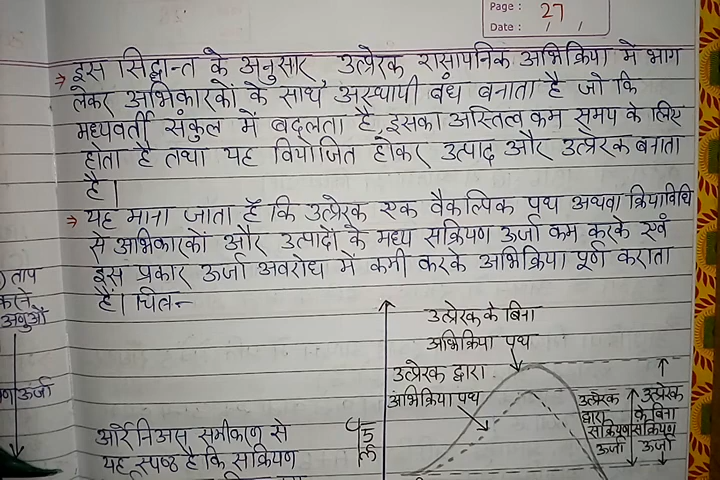 Page : 27
Date : / /
→ इस सिद्धान्त के अनुसार उत्प्रेरक रासायनिक अभिक्रिया में भाग
लेकर अभिकारकों के साथ अस्थायी बंध बनाता है जो कि
मध्यवर्ती संकुल में बदलता है, इसका अस्तित्व कम समय के लिए
होता है तथा यह वियोजित होकर उत्पाद और उत्प्रेरक बनाता
है।
→ यह माना जाता है कि उत्प्रेरक एक वैकल्पिक पथ अथवा क्रियाविधि
से अभिकारकों और उत्पादों के मध्य सक्रियण ऊर्जा कम करके एवं
इस प्रकार ऊर्जा अवरोध में कमी करके अभिक्रिया पूर्ण कराता
है। चित्र-
ताप
करने
अणुओं
ऊर्जा
उत्प्रेरक के बिना
अभिक्रिया पथ
उत्प्रेरक द्वारा
अभिक्रिया पथ
ऊर्जा
उत्प्रेरक
द्वारा
सक्रियण
ऊर्जा
उत्प्रेरक
के बिना
सक्रियण
ऊर्जा
आर्रेनिअस समीकरण से
यह स्पष्ट है कि सक्रियण